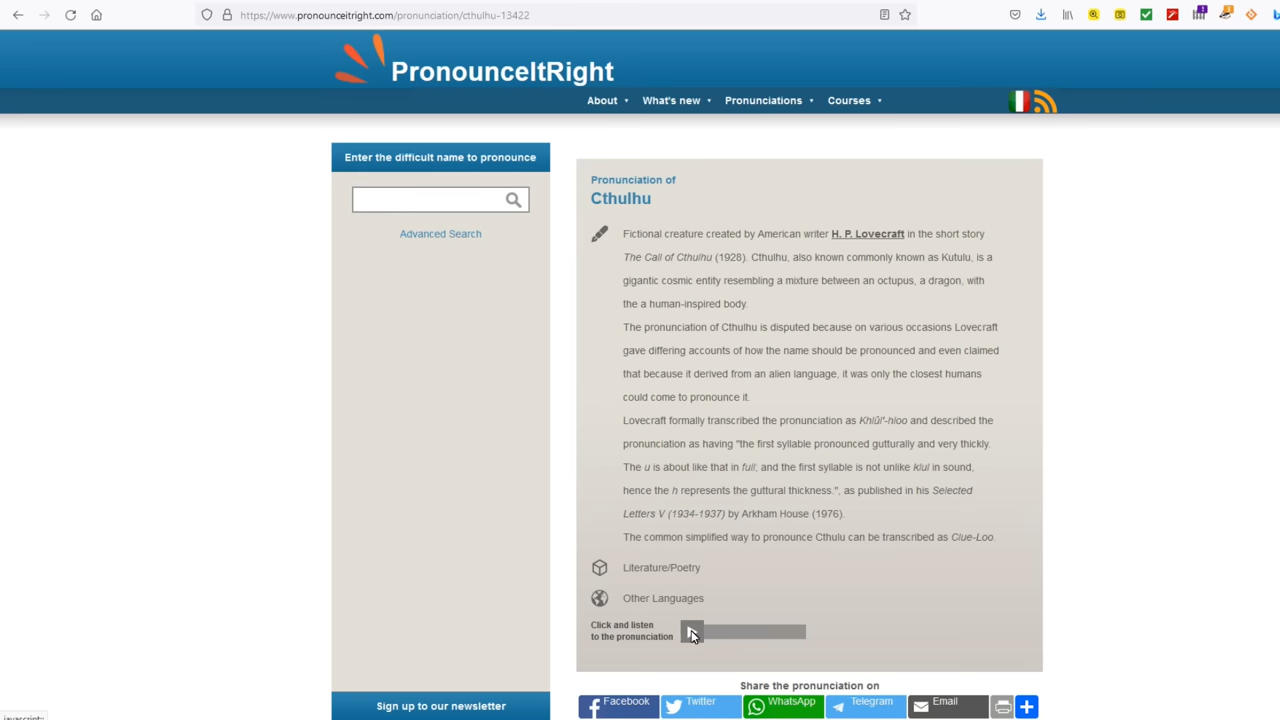 https://www.pronounceitright.com/pronunciation/cthulhu-13422
PronounceItRight
About What's new Pronunciations Courses
Enter the difficult name to pronounce
Advanced Search
Pronunciation of
Cthulhu
Fictional creature created by American writer H. P. Lovecraft in the short story
The Call of Cthulhu (1928). Cthulhu, also known commonly known as Kutulu, is a
gigantic cosmic entity resembling a mixture between an octupus, a dragon, with
the a human-inspired body.
The pronunciation of Cthulhu is disputed because on various occasions Lovecraft
gave differing accounts of how the name should be pronounced and even claimed
that because it derived from an alien language, it was only the closest humans
could come to pronounce it.
Lovecraft formally transcribed the pronunciation as Khlûl'-hloo and described the
pronunciation as having "the first syllable pronounced gutturally and very thickly.
The u is about like that in full; and the first syllable is not unlike klul in sound,
hence the h represents the guttural thickness.", as published in his Selected
Letters V (1934-1937) by Arkham House (1976).
The common simplified way to pronounce Cthulu can be transcribed as Clue-Loo.
Literature/Poetry
Other Languages
Click and listen
to the pronunciation
Share the pronunciation on
Facebook Twitter WhatsApp Telegram Email
Sign up to our newsletter